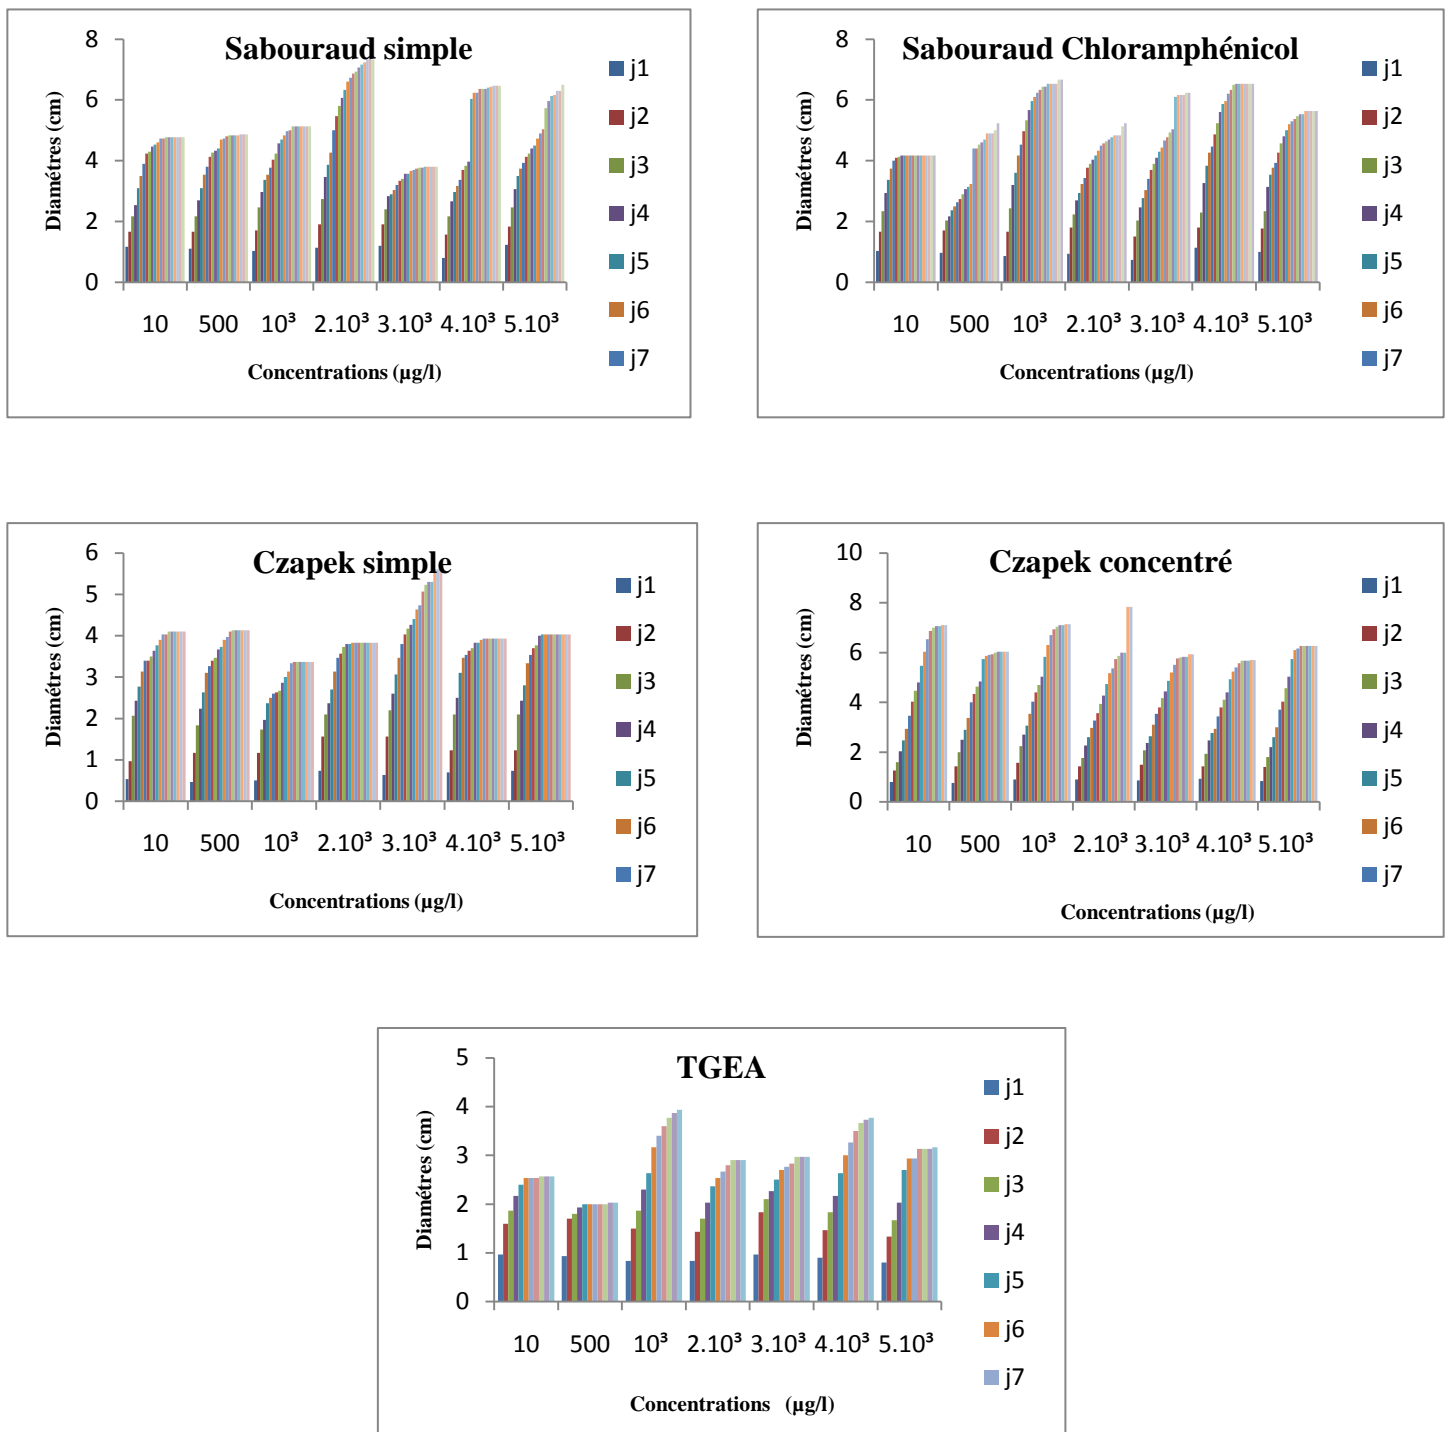 Sabouraud simple
8
6
4
2
0
Diamétres (cm)
10 500 10³ 2.10³ 3.10³ 4.10³ 5.10³
Concentrations (µg/l)
j1
j2
j3
j4
j5
j6
j7
Sabouraud Chloramphénicol
8
6
4
2
0
Diamétres (cm)
10 500 10³ 2.10³ 3.10³ 4.10³ 5.10³
Concentrations (µg/l)
j1
j2
j3
j4
j5
j6
j7
Czapek simple
6
5
4
3
2
1
0
Diamétres (cm)
10 500 10³ 2.10³ 3.10³ 4.10³ 5.10³
Concentrations (µg/l)
j1
j2
j3
j4
j5
j6
j7
Czapek concentré
10
8
6
4
2
0
Diamétres (cm)
10 500 10³ 2.10³ 3.10³ 4.10³ 5.10³
Concentrations (µg/l)
j1
j2
j3
j4
j5
j6
j7
TGEA
5
4
3
2
1
0
Diamétres (cm)
10 500 10³ 2.10³ 3.10³ 4.10³ 5.10³
Concentrations (µg/l)
j1
j2
j3
j4
j5
j6
j7